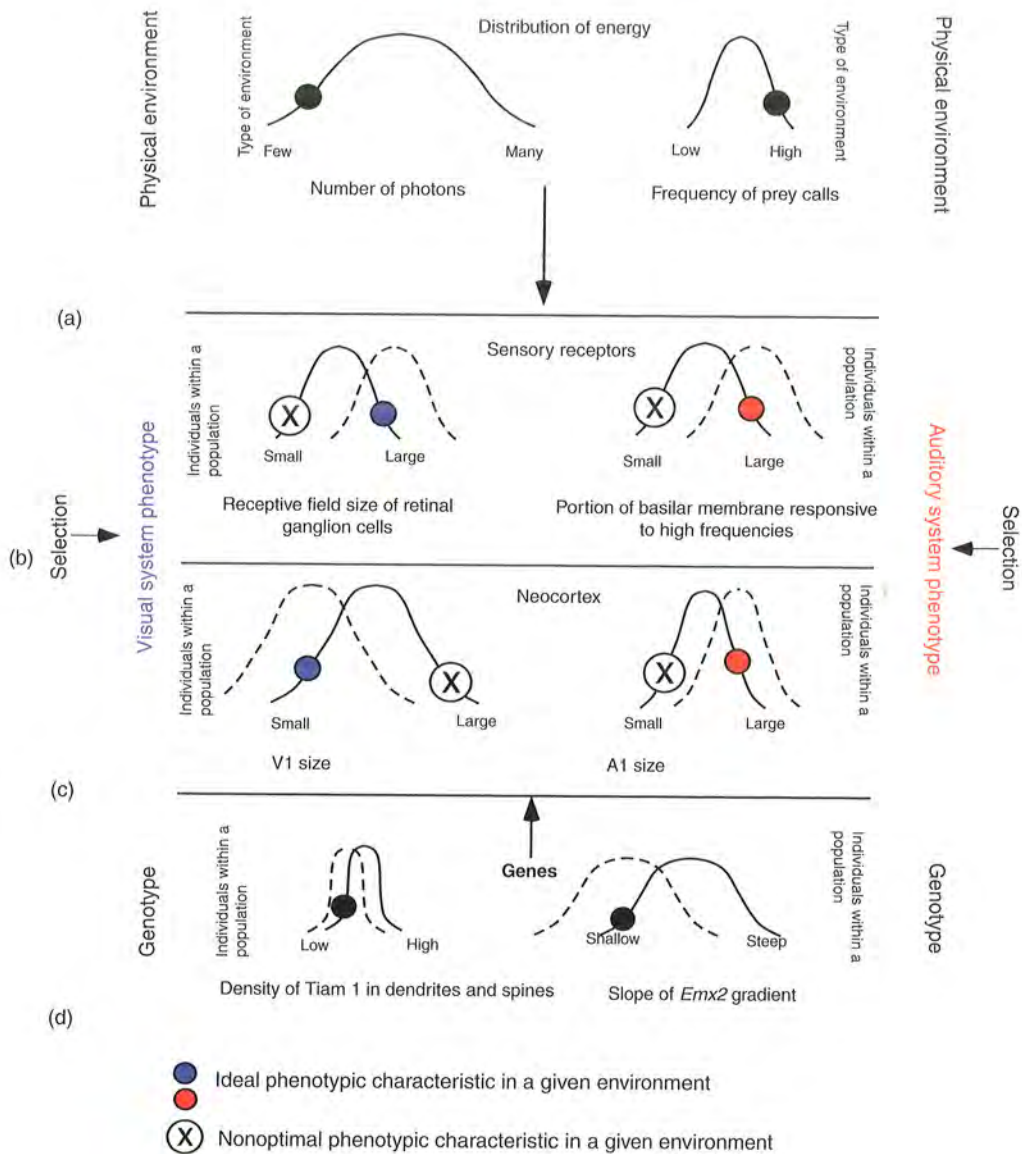 Physical environment
Type of environment
Distribution of energy
Type of environment
Physical environment
Few
Many
Low
High
Number of photons
Frequency of prey calls
(a)
Individuals within a
population
Sensory receptors
Individuals within a
population
X
X
Small
Large
Small
Large
Receptive field size of retinal
ganglion cells
Portion of basilar membrane responsive
to high frequencies
Visual system phenotype
Auditory system phenotype
Selection
Selection
(b)
Individuals within a
population
Neocortex
Individuals within a
population
X
X
Small
Large
Small
Large
V1 size
A1 size
(c)
Genotype
Individuals within a
population
Genes
Individuals within a
population
Genotype
Low
High
Shallow
Steep
Density of Tiam 1 in dendrites and spines
Slope of Emx2 gradient
(d)
Ideal phenotypic characteristic in a given environment
X
Nonoptimal phenotypic characteristic in a given environment